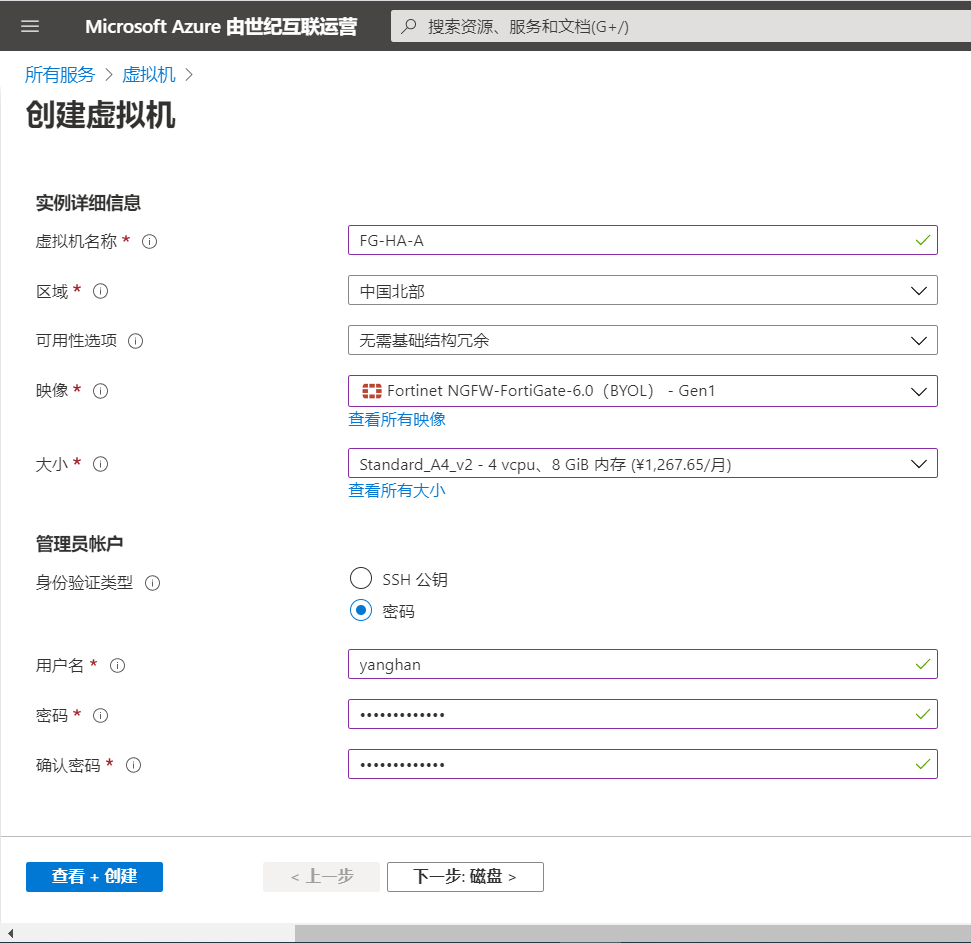 Microsoft Azure 由世纪互联运营
搜索资源、服务和文档(G+/)
所有服务 > 虚拟机 >
创建虚拟机
实例详细信息
虚拟机名称 * FG-HA-A
区域 * 中国北部
可用性选项 无需基础结构冗余
映像 * Fortinet NGFW-FortiGate-6.0（BYOL） - Gen1
查看所有映像
大小 * Standard_A4_v2 - 4 vcpu、8 GiB 内存 (¥1,267.65/月)
查看所有大小
管理员帐户
身份验证类型 SSH 公钥
密码
用户名 * yanghan
密码 * •••••••••••••
确认密码 * •••••••••••••
查看 + 创建 < 上一步 下一步: 磁盘 >